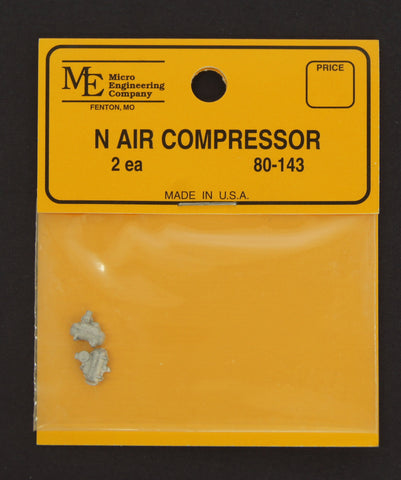 ME Micro
Engineering
Company
FENTON, MO
PRICE
N AIR COMPRESSOR
2 ea 80-143
MADE IN U.S.A.